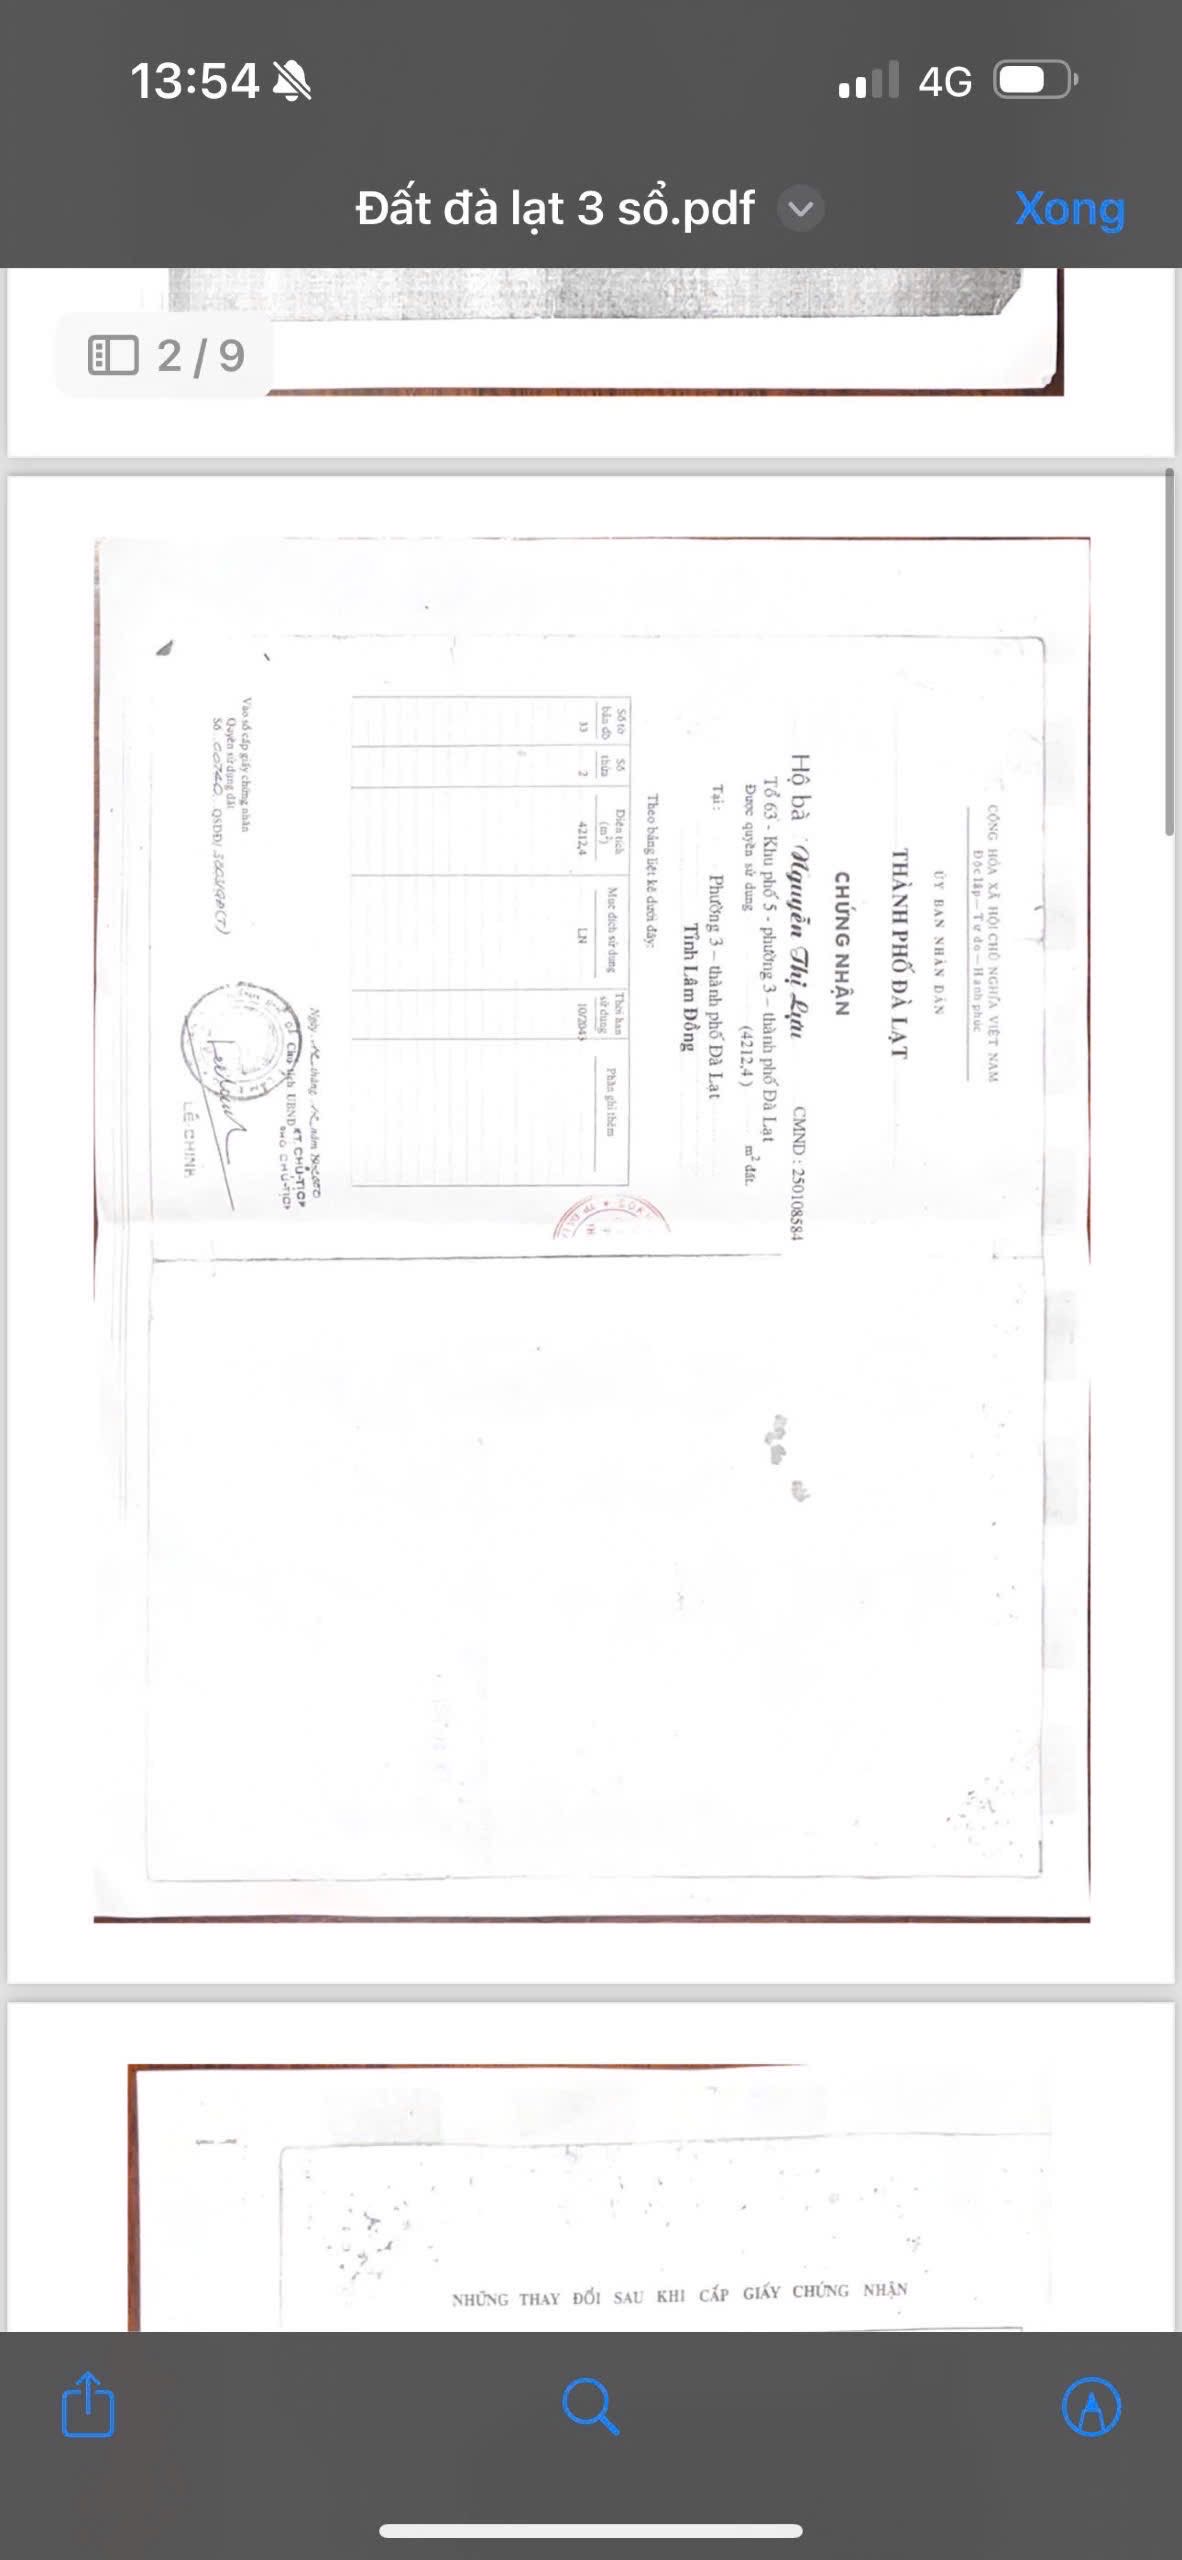 13:54
4G
Đất đà lạt 3 sổ.pdf
Xong
2 / 9
CỘNG HÒA XÃ HỘI CHỦ NGHĨA VIỆT NAM
Độc lập — Tự do — Hạnh phúc
ỦY BAN NHÂN DÂN
THÀNH PHỐ ĐÀ LẠT
CHỨNG NHẬN
Hộ bà : Nguyễn Thị Lựu CMND : 250108584
Tổ 63 - Khu phố 5 - phường 3 – thành phố Đà Lạt
Được quyền sử dụng (4212,4 ) m² đất.
Tại : Phường 3 – thành phố Đà Lạt
Tỉnh Lâm Đồng
Theo bảng liệt kê dưới đây:
Số tờ bản đồ Số thửa Diện tích (m²) Mục đích sử dụng Thời hạn sử dụng Phần ghi thêm
33 2 4212,4 LN 10/2043
Ngày tháng năm
Chủ tịch UBND
KT. CHỦ-TỊCH
PHÓ CHỦ-TỊCH
LÊ CHINH
Vào sổ cấp giấy chứng nhận
Quyền sử dụng đất
Số 00740 QSDĐ/
NHỮNG THAY ĐỔI SAU KHI CẤP GIẤY CHỨNG NHẬN